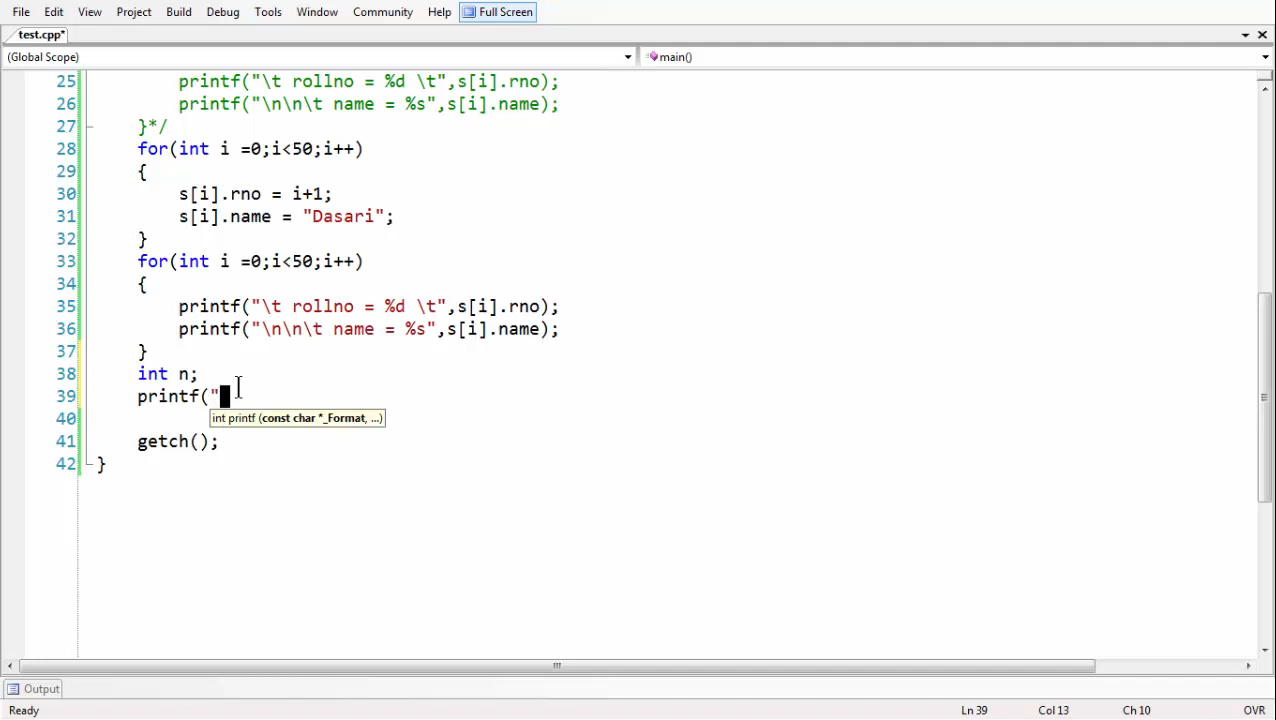 File Edit View Project Build Debug Tools Window Community Help Full Screen
test.cpp*
(Global Scope) main()
25 printf("\t rollno = %d \t",s[i].rno);
26 printf("\n\n\t name = %s",s[i].name);
27 }*/
28 for(int i =0;i<50;i++)
29 {
30 s[i].rno = i+1;
31 s[i].name = "Dasari";
32 }
33 for(int i =0;i<50;i++)
34 {
35 printf("\t rollno = %d \t",s[i].rno);
36 printf("\n\n\t name = %s",s[i].name);
37 }
38 int n;
39 printf("
int printf (const char *_Format, ...)
40
41 getch();
42 }
Output
Ready Ln 39 Col 13 Ch 10 OVR